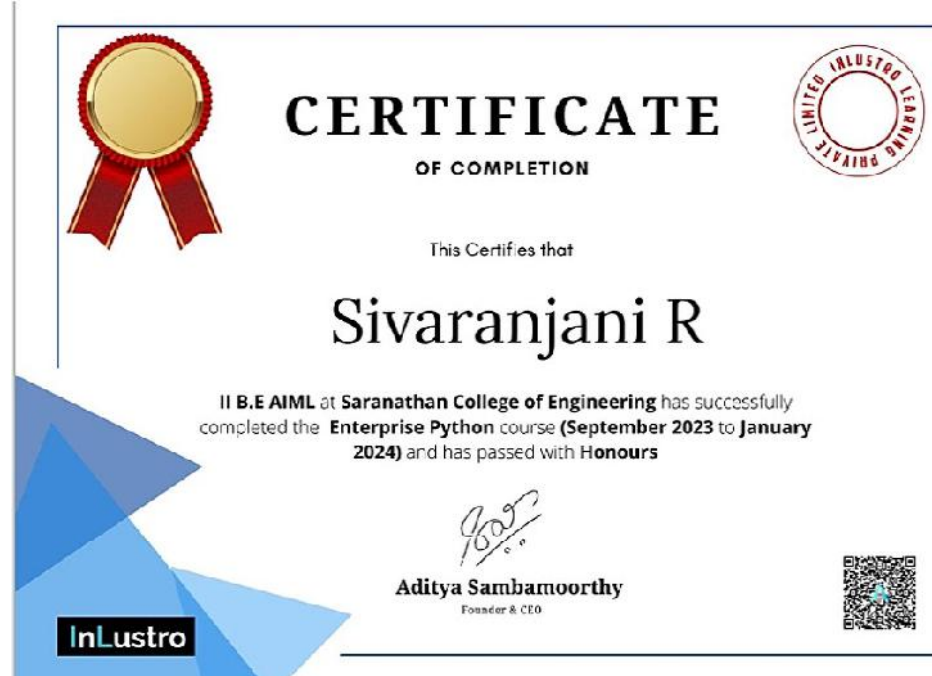 CERTIFICATE
OF COMPLETION
INLUSTRO LEARNING PRIVATE LIMITED
This Certifies that
Sivaranjani R
II B.E AIML at Saranathan College of Engineering has successfully
completed the Enterprise Python course (September 2023 to January
2024) and has passed with Honours
Aditya Sambamoorthy
Founder & CEO
InLustro